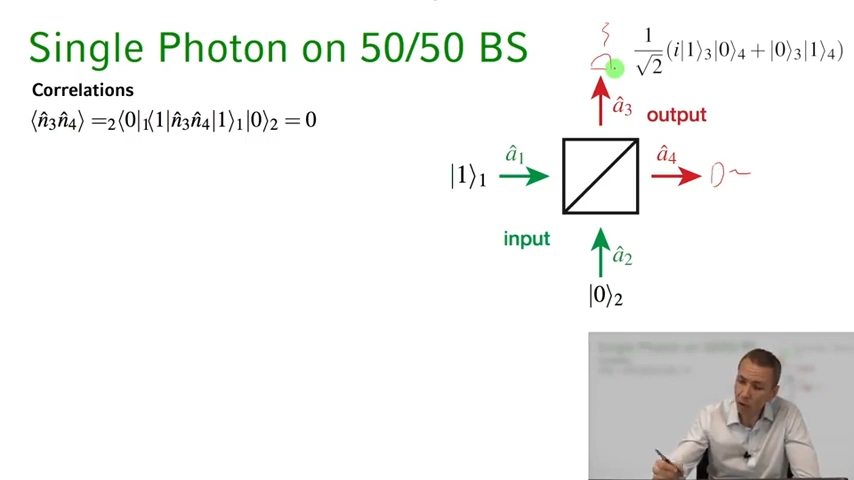 Single Photon on 50/50 BS
Correlations
⟨n̂₃n̂₄⟩ =₂⟨0|₁⟨1|n̂₃n̂₄|1⟩₁|0⟩₂ = 0
1/√2 (i|1⟩₃|0⟩₄ + |0⟩₃|1⟩₄)
â₃ output
|1⟩₁ â₁ â₄
input
â₂
|0⟩₂